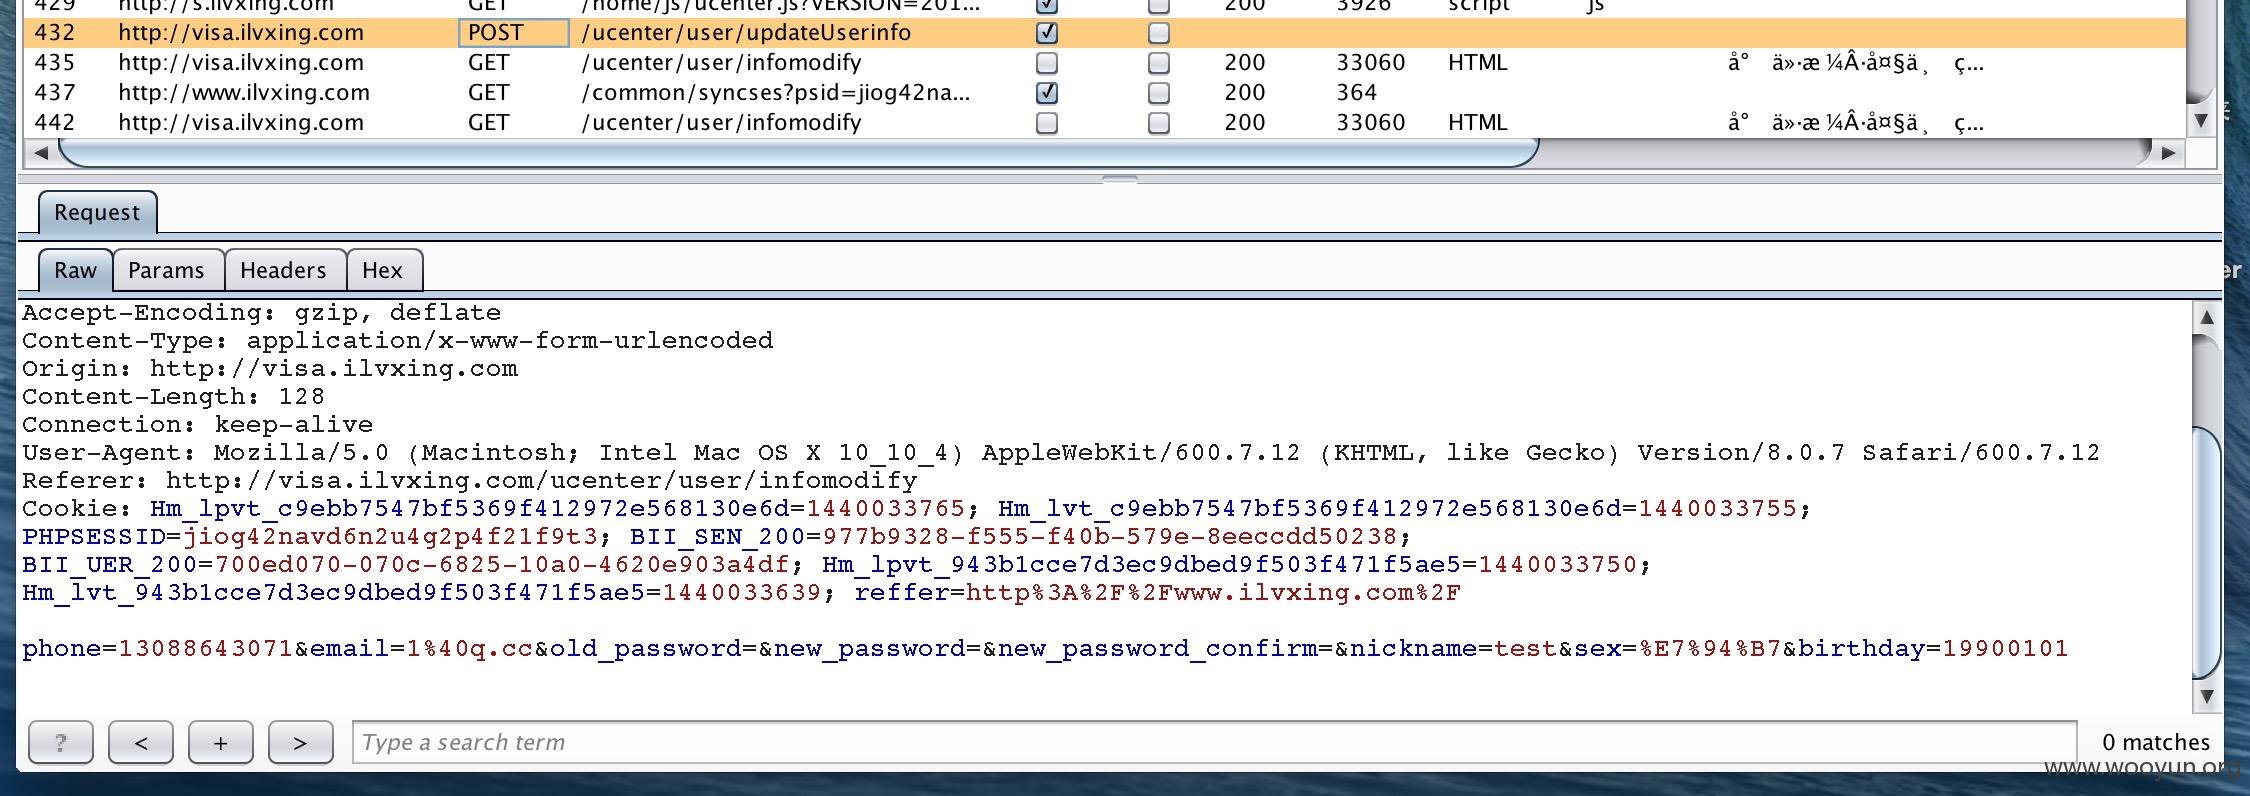 429 http://s.ilvxing.com GET /home/js/ucenter.js?VERSION=201... 200 3926 script js
432 http://visa.ilvxing.com POST /ucenter/user/updateUserinfo
435 http://visa.ilvxing.com GET /ucenter/user/infomodify 200 33060 HTML
437 http://www.ilvxing.com GET /common/syncses?psid=jiog42na... 200 364
442 http://visa.ilvxing.com GET /ucenter/user/infomodify 200 33060 HTML
Request
Raw Params Headers Hex
Accept-Encoding: gzip, deflate
Content-Type: application/x-www-form-urlencoded
Origin: http://visa.ilvxing.com
Content-Length: 128
Connection: keep-alive
User-Agent: Mozilla/5.0 (Macintosh; Intel Mac OS X 10_10_4) AppleWebKit/600.7.12 (KHTML, like Gecko) Version/8.0.7 Safari/600.7.12
Referer: http://visa.ilvxing.com/ucenter/user/infomodify
Cookie: Hm_lpvt_c9ebb7547bf5369f412972e568130e6d=1440033765; Hm_lvt_c9ebb7547bf5369f412972e568130e6d=1440033755;
PHPSESSID=jiog42navd6n2u4g2p4f21f9t3; BII_SEN_200=977b9328-f555-f40b-579e-8eeccdd50238;
BII_UER_200=700ed070-070c-6825-10a0-4620e903a4df; Hm_lpvt_943b1cce7d3ec9dbed9f503f471f5ae5=1440033750;
Hm_lvt_943b1cce7d3ec9dbed9f503f471f5ae5=1440033639; reffer=http%3A%2F%2Fwww.ilvxing.com%2F
phone=13088643071&email=1%40q.cc&old_password=&new_password=&new_password_confirm=&nickname=test&sex=%E7%94%B7&birthday=19900101
? < + > Type a search term 0 matches
www.wooyun.org